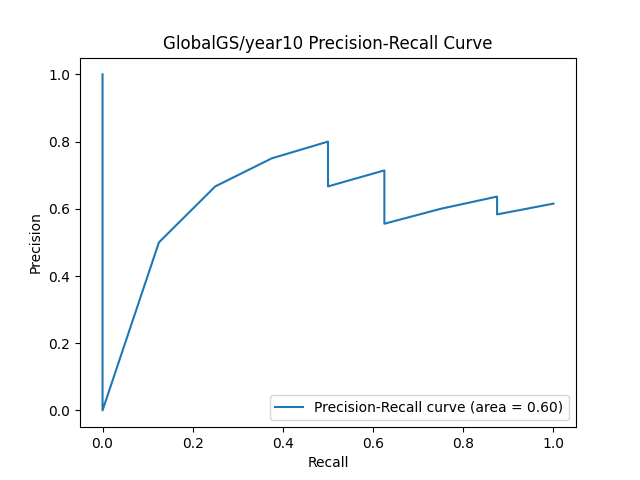 GlobalGS/year10 Precision-Recall Curve
1.0
0.8
0.6
0.4
0.2
0.0
Precision
Precision-Recall curve (area = 0.60)
0.0 0.2 0.4 0.6 0.8 1.0
Recall